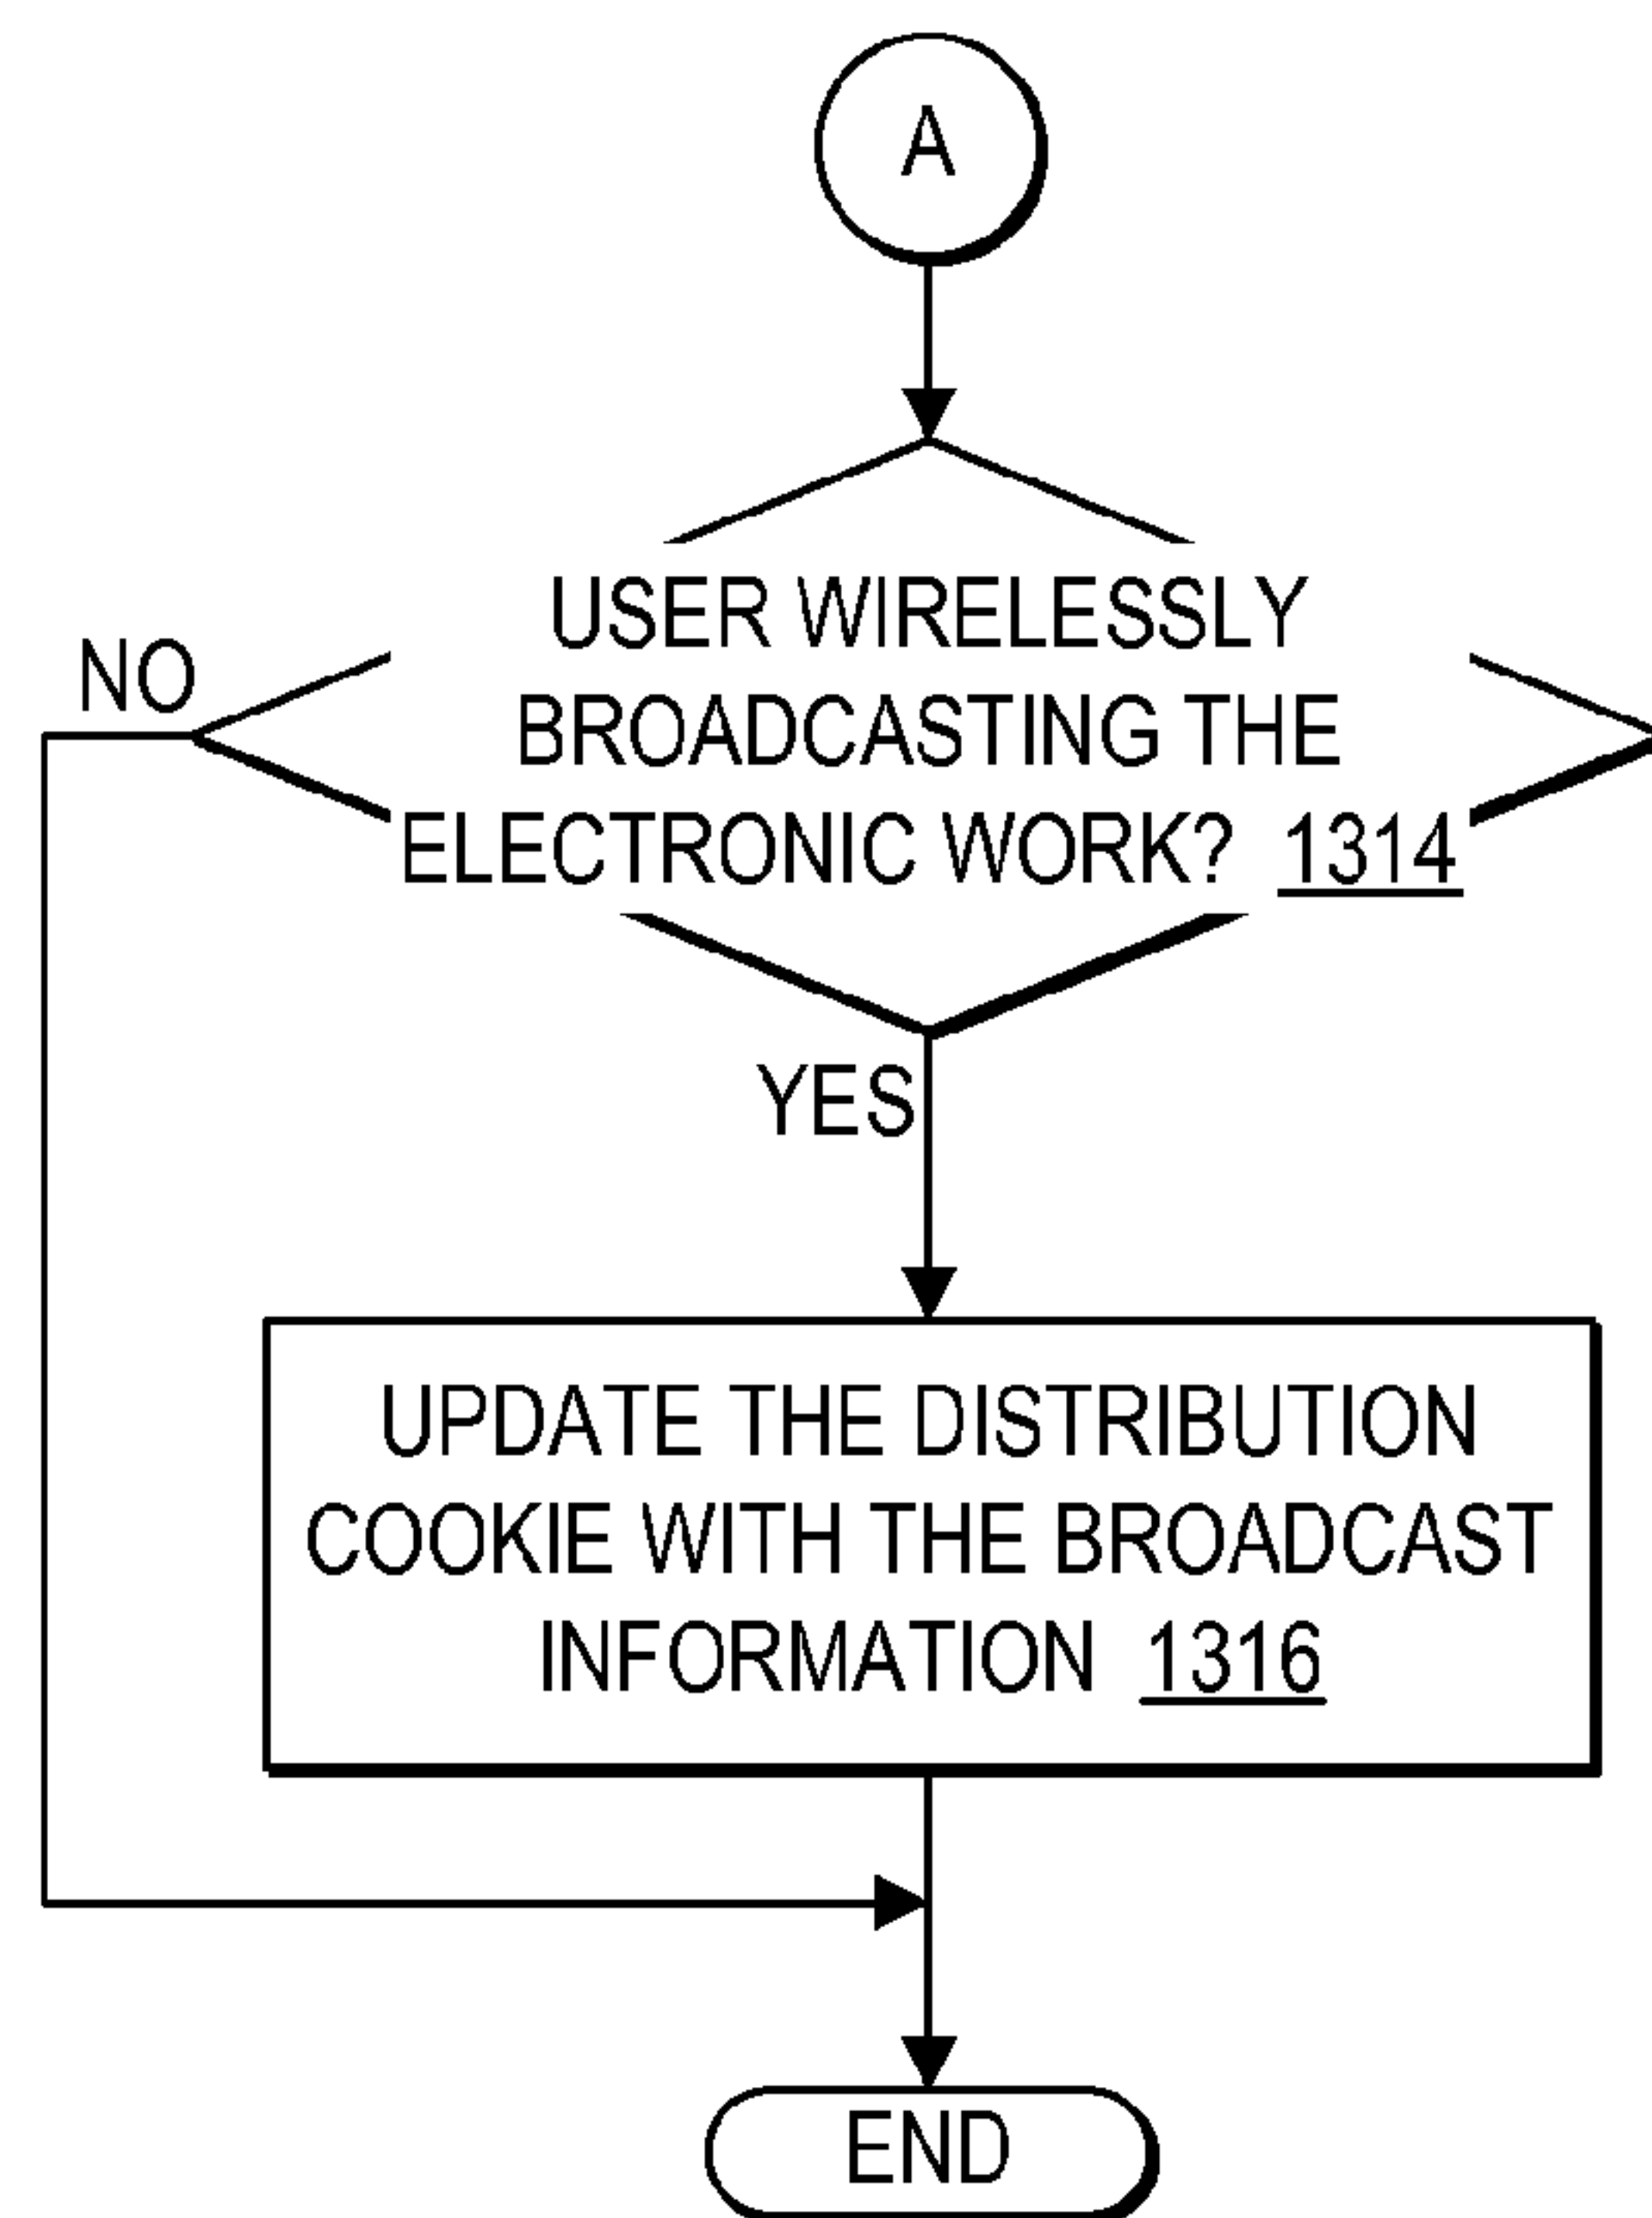 A
USER WIRELESSLY
BROADCASTING THE
ELECTRONIC WORK? 1314
NO
YES
UPDATE THE DISTRIBUTION
COOKIE WITH THE BROADCAST
INFORMATION 1316
END